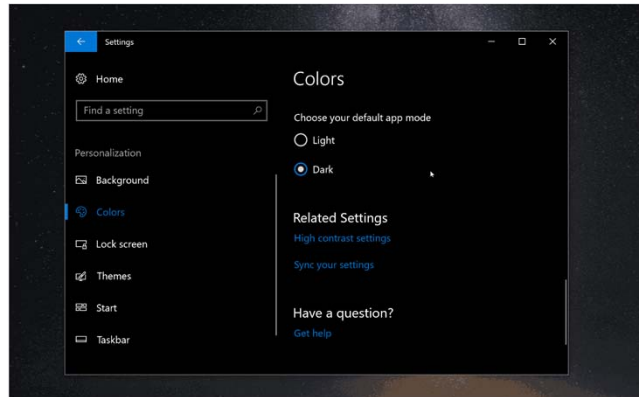 Settings
Home
Find a setting
Personalization
Background
Colors
Lock screen
Themes
Start
Taskbar
Colors
Choose your default app mode
Light
Dark
Related Settings
High contrast settings
Sync your settings
Have a question?
Get help